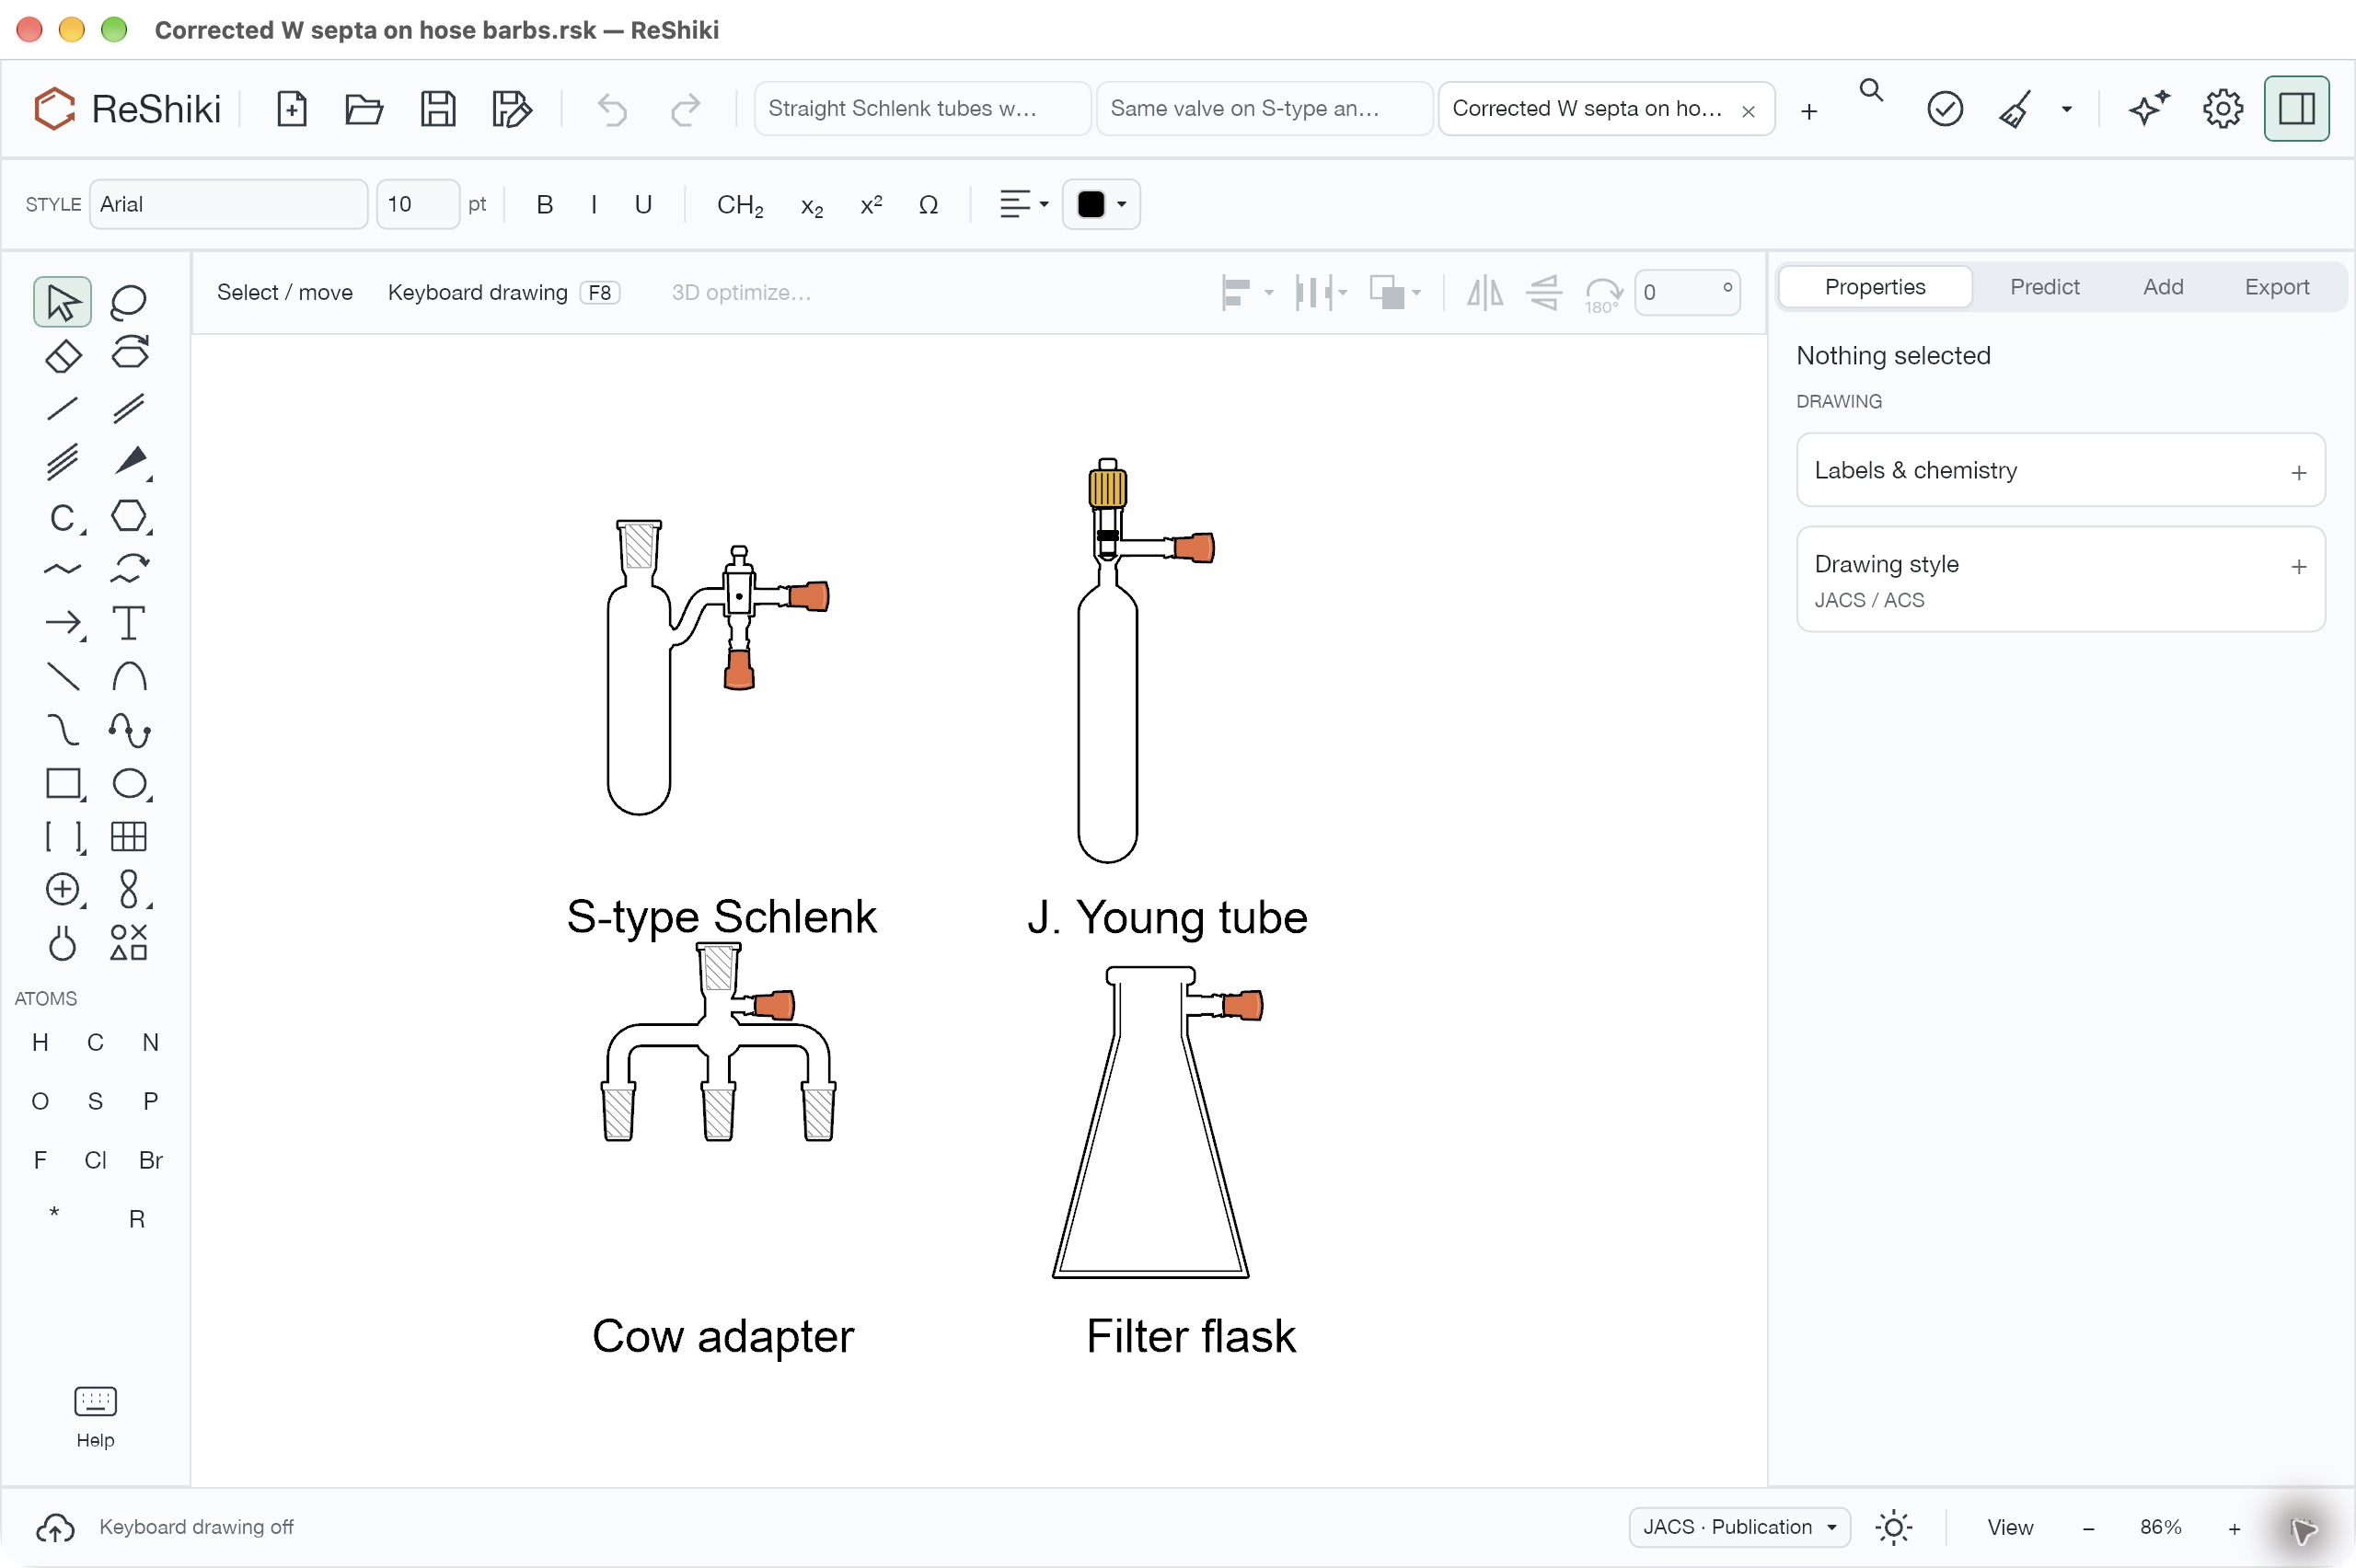 Corrected W septa on hose barbs.rsk — ReShiki
ReShiki
Straight Schlenk tubes w...
Same valve on S-type an...
Corrected W septa on ho...
STYLE Arial 10 pt B I U CH₂ x₂ x² Ω
Select / move Keyboard drawing F8 3D optimize...
180° 0 °
Properties Predict Add Export
Nothing selected
DRAWING
Labels & chemistry
Drawing style
JACS / ACS
C
T
ATOMS
H C N
O S P
F Cl Br
* R
Help
S-type Schlenk
J. Young tube
Cow adapter
Filter flask
Keyboard drawing off
JACS · Publication
View − 86% +